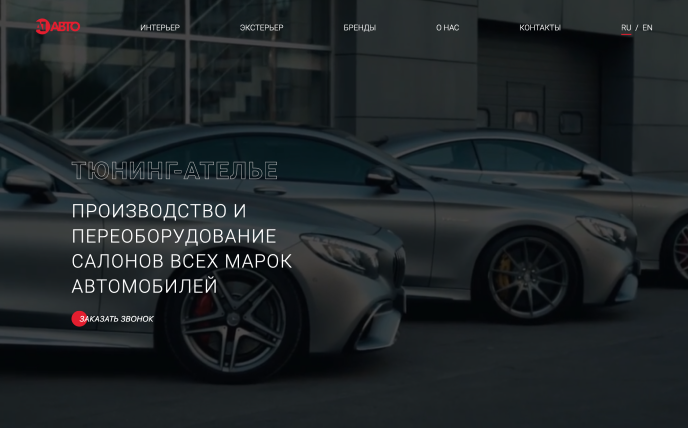 АВТО
ИНТЕРЬЕР
ЭКСТЕРЬЕР
БРЕНДЫ
О НАС
КОНТАКТЫ
RU / EN
ТЮНИНГ-АТЕЛЬЕ
ПРОИЗВОДСТВО И
ПЕРЕОБОРУДОВАНИЕ
САЛОНОВ ВСЕХ МАРОК
АВТОМОБИЛЕЙ
ЗАКАЗАТЬ ЗВОНОК